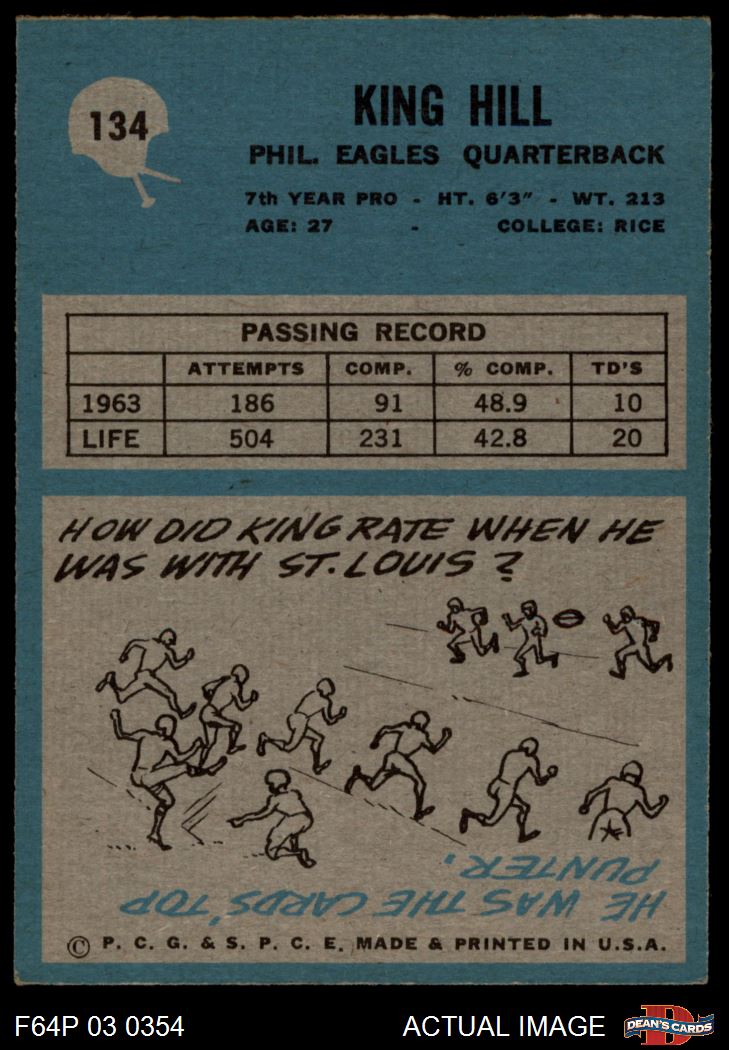 134
KING HILL
PHIL. EAGLES QUARTERBACK
7th YEAR PRO - HT. 6'3" - WT. 213
AGE: 27 - COLLEGE: RICE
PASSING RECORD
ATTEMPTS COMP. % COMP. TD'S
1963 186 91 48.9 10
LIFE 504 231 42.8 20
HOW DID KING RATE WHEN HE
WAS WITH ST. LOUIS?
HE WAS THE CARDS' TOP
PUNTER.
© P. C. G. & S. P. C. E. MADE & PRINTED IN U.S.A.
F64P 03 0354 ACTUAL IMAGE D DEAN'S CARDS